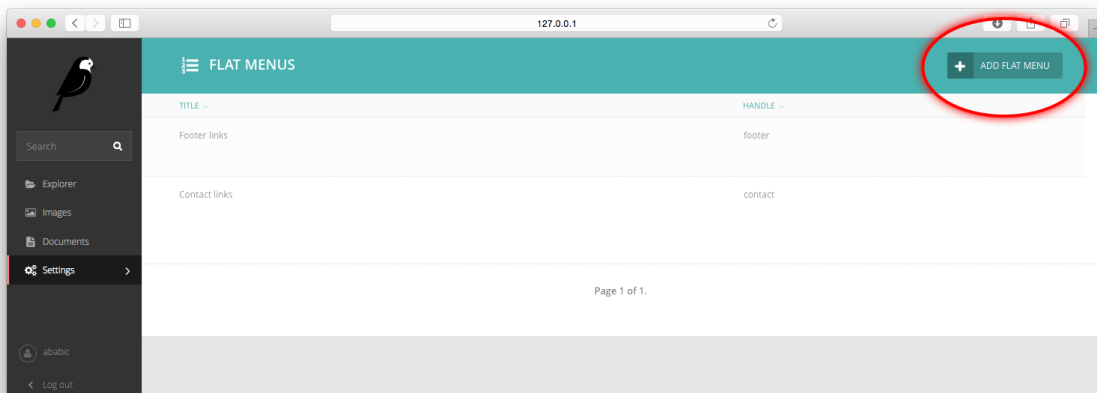 127.0.0.1
FLAT MENUS
ADD FLAT MENU
TITLE HANDLE
Search
Footer links footer
Explorer
Contact links contact
Images
Documents
Settings
Page 1 of 1.
ababic
Log out